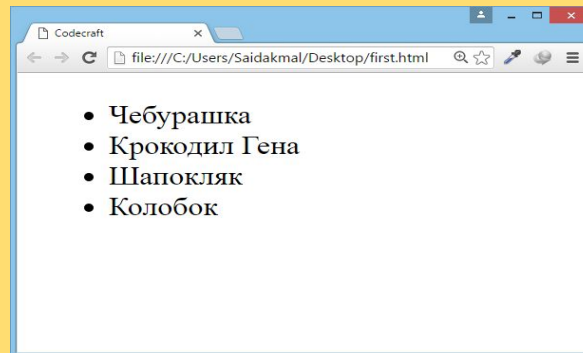 Codecraft
file:///C:/Users/Saidakmal/Desktop/first.html
• Чебурашка
• Крокодил Гена
• Шапокляк
• Колобок